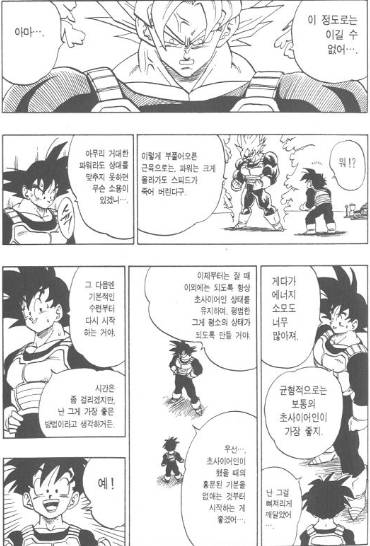 이 정도로는
이길 수
없어….
아마….
뭐!?
이렇게 부풀어오른
근육으로는, 파워는 크게
올라가도 스피드가
죽어 버린다구.
아무리 거대한
파워라도 상대를
맞추지 못하면
무슨 소용이
있겠니….
게다가
에너지
소모도
너무
많아져.
균형적으로는
보통의
초사이어인이
가장 좋지.
난 그걸
뼈저리게
깨달았어
….
이제부터는 잘 때
이외에는 되도록 항상
초사이어인 상태를
유지하며, 평범한
그게 평소의 상태가
되도록 만들 거야.
우선…,
초사이어인이
됐을 때의
흥분된 기분을
없애는 것부터
시작하는 게
좋겠어….
그 다음엔
기본적인
수련부터
다시 시작
하는 거야.
시간은
좀 걸리겠지만,
난 그게 가장 좋은
방법이라고 생각하거든.
예!